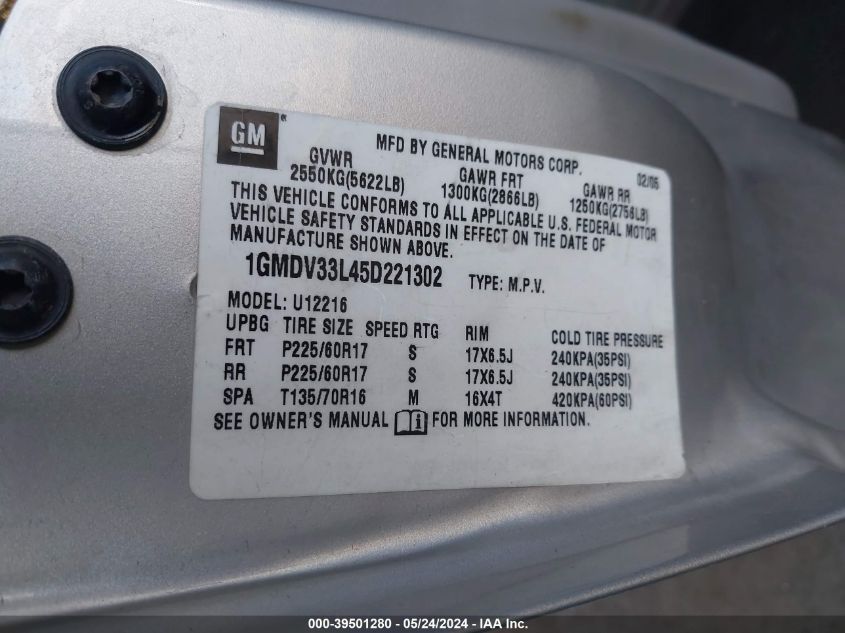 GM
MFD BY GENERAL MOTORS CORP.
02/05
GVWR GAWR FRT GAWR RR
2550KG(5622LB) 1300KG(2866LB) 1250KG(2756LB)
THIS VEHICLE CONFORMS TO ALL APPLICABLE U.S. FEDERAL MOTOR
VEHICLE SAFETY STANDARDS IN EFFECT ON THE DATE OF
MANUFACTURE SHOWN ABOVE.
1GMDV33L45D221302 TYPE: M.P.V.
MODEL: U12216
UPBG TIRE SIZE SPEED RTG RIM COLD TIRE PRESSURE
FRT P225/60R17 S 17X6.5J 240KPA(35PSI)
RR P225/60R17 S 17X6.5J 240KPA(35PSI)
SPA T135/70R16 M 16X4T 420KPA(60PSI)
SEE OWNER'S MANUAL FOR MORE INFORMATION.
000-39501280 - 05/24/2024 - IAA Inc.